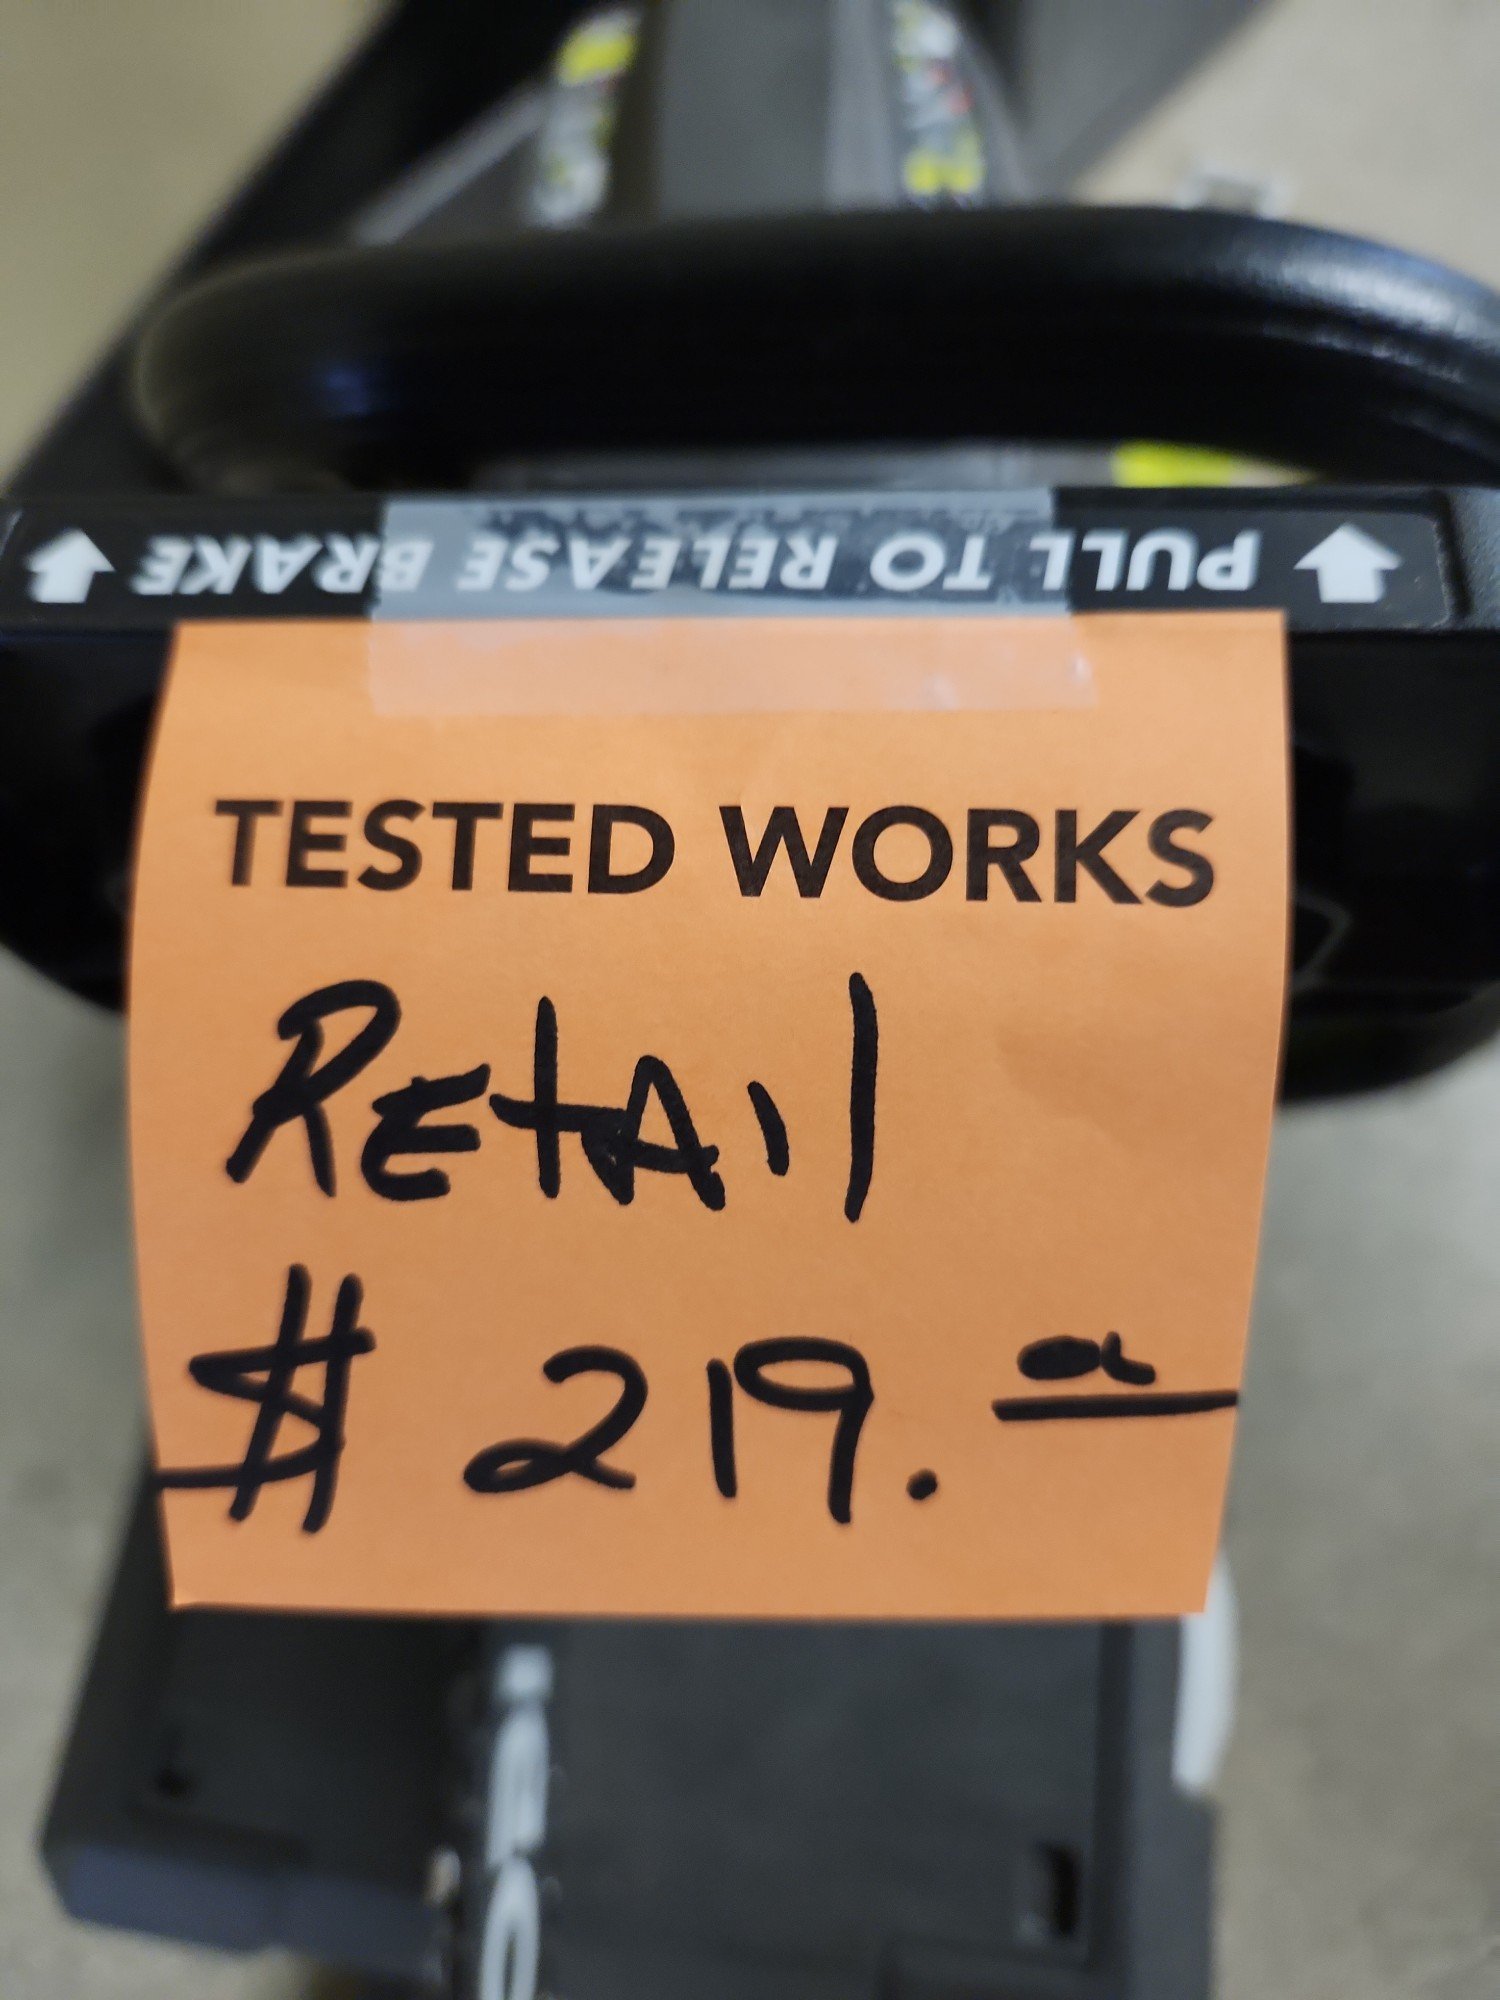 PULL TO RELEASE BRAKE
TESTED WORKS
RETAIL
$ 219.00